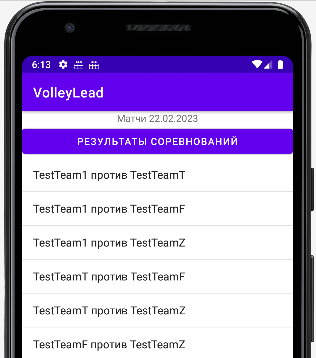 6:13
VolleyLead
Матчи 22.02.2023
РЕЗУЛЬТАТЫ СОРЕВНОВАНИЙ
TestTeam1 против TestTeamT
TestTeam1 против TestTeamF
TestTeam1 против TestTeamZ
TestTeamT против TestTeamF
TestTeamT против TestTeamZ
TestTeamF против TestTeamZ